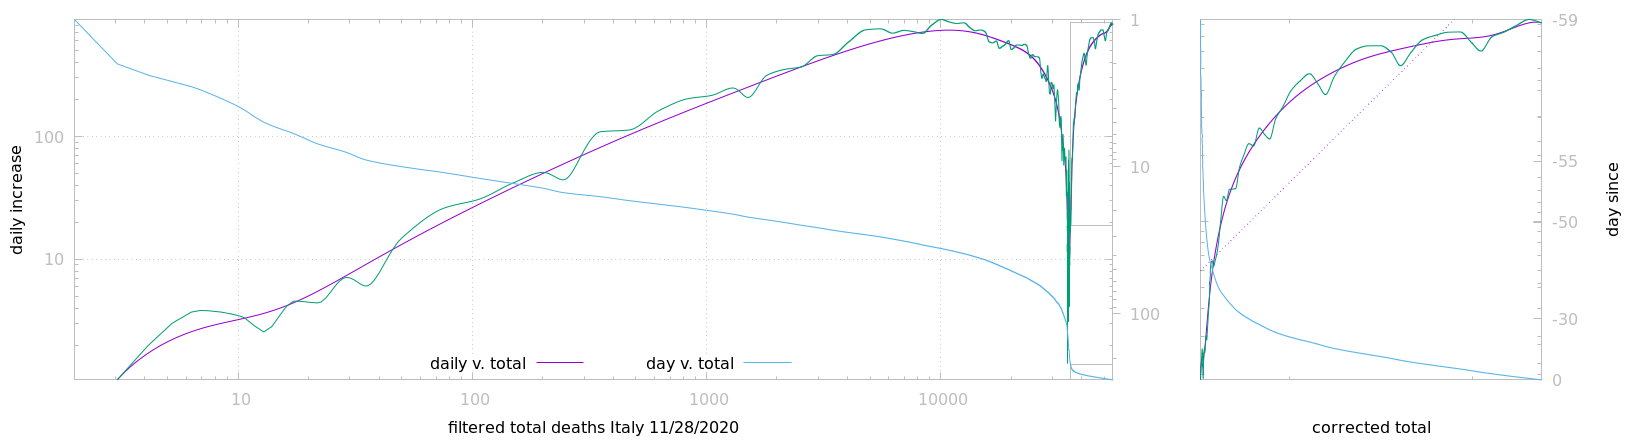 daily increase
100
10
1
10
100
daily v. total
day v. total
10
100
1000
10000
filtered total deaths Italy 11/28/2020
-59
-55
-50
-30
0
day since
corrected total